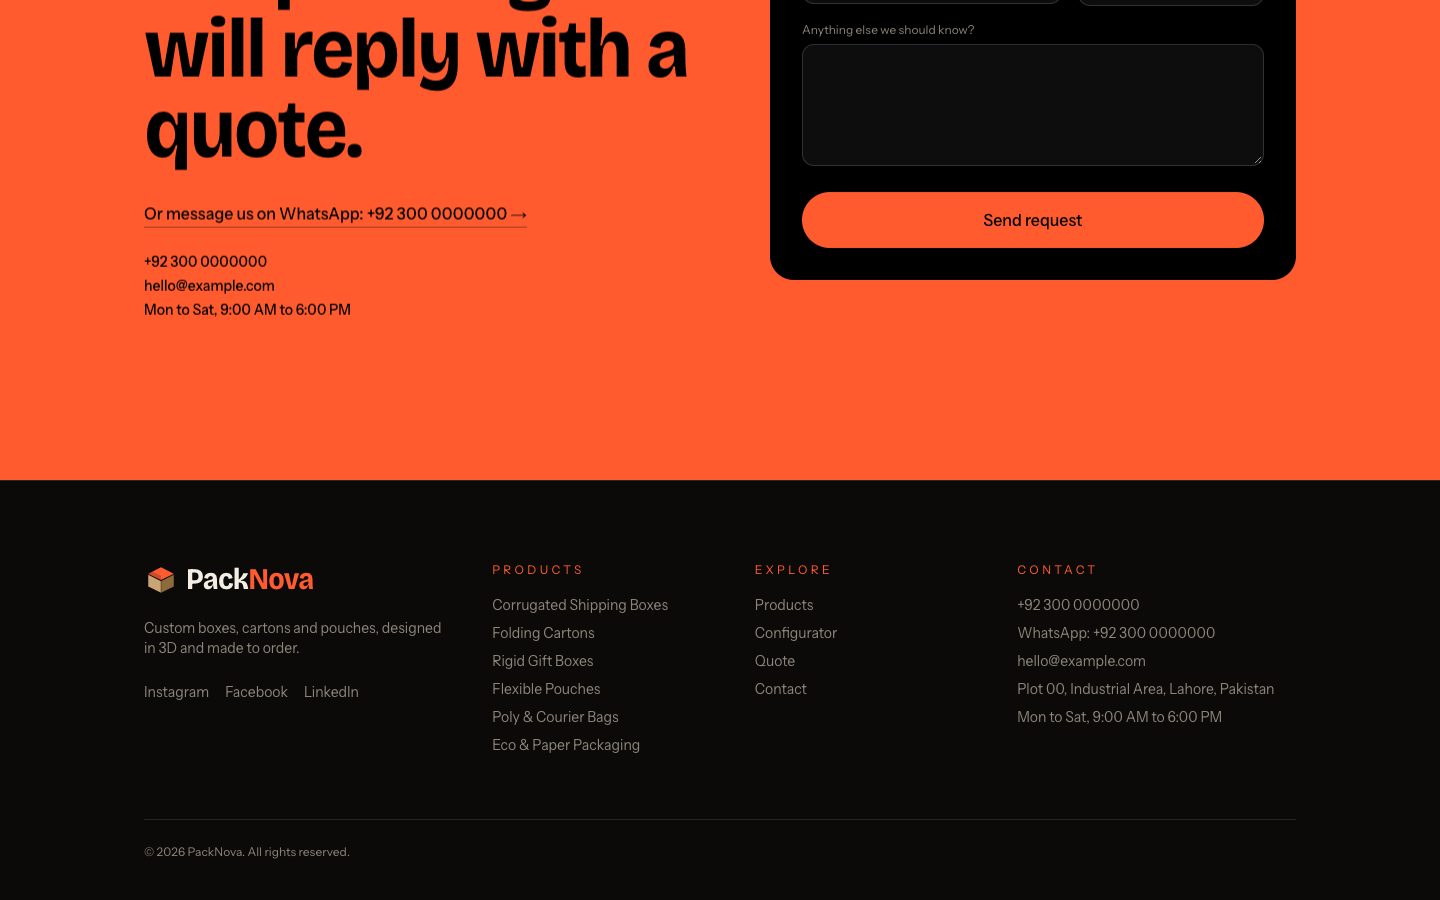 will reply with a
quote.
Or message us on WhatsApp: +92 300 0000000 →
+92 300 0000000
hello@example.com
Mon to Sat, 9:00 AM to 6:00 PM
Anything else we should know?
Send request
PackNova
Custom boxes, cartons and pouches, designed
in 3D and made to order.
Instagram Facebook LinkedIn
PRODUCTS
Corrugated Shipping Boxes
Folding Cartons
Rigid Gift Boxes
Flexible Pouches
Poly & Courier Bags
Eco & Paper Packaging
EXPLORE
Products
Configurator
Quote
Contact
CONTACT
+92 300 0000000
WhatsApp: +92 300 0000000
hello@example.com
Plot 00, Industrial Area, Lahore, Pakistan
Mon to Sat, 9:00 AM to 6:00 PM
© 2026 PackNova. All rights reserved.